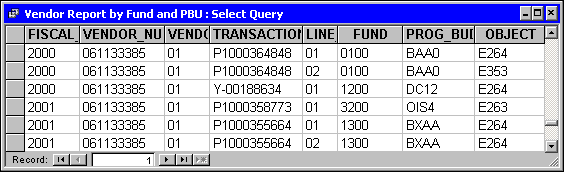 Vendor Report by Fund and PBU : Select Query
FISCAL_ VENDOR_NU VENDO TRANSACTION LINE_ FUND PROG_BUD OBJECT
2000 061133385 01 P1000364848 01 0100 BAA0 E264
2000 061133385 01 P1000364848 02 0100 BAA0 E353
2000 061133385 01 Y-00188634 01 1200 DC12 E264
2001 061133385 01 P1000358773 01 3200 OIS4 E263
2001 061133385 01 P1000355664 01 1300 BXAA E264
2001 061133385 01 P1000355664 02 1300 BXAA E264
Record: 1